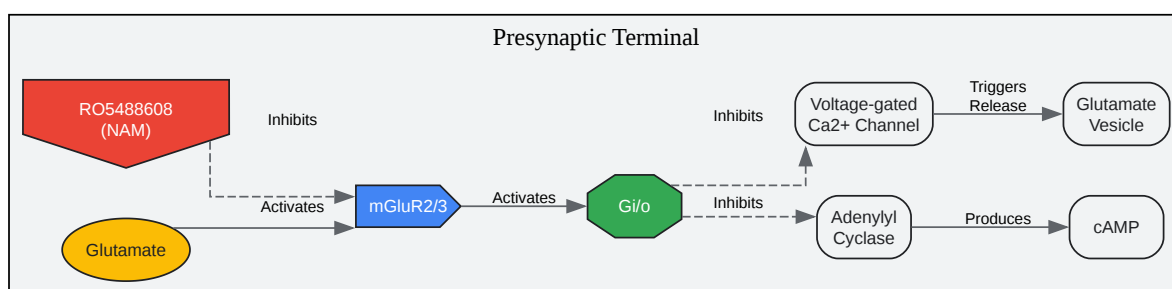 Presynaptic Terminal
RO5488608
(NAM)
Inhibits
Glutamate
Activates
mGluR2/3
Activates
Gi/o
Inhibits
Inhibits
Voltage-gated
Ca2+ Channel
Triggers
Release
Glutamate
Vesicle
Adenylyl
Cyclase
Produces
cAMP